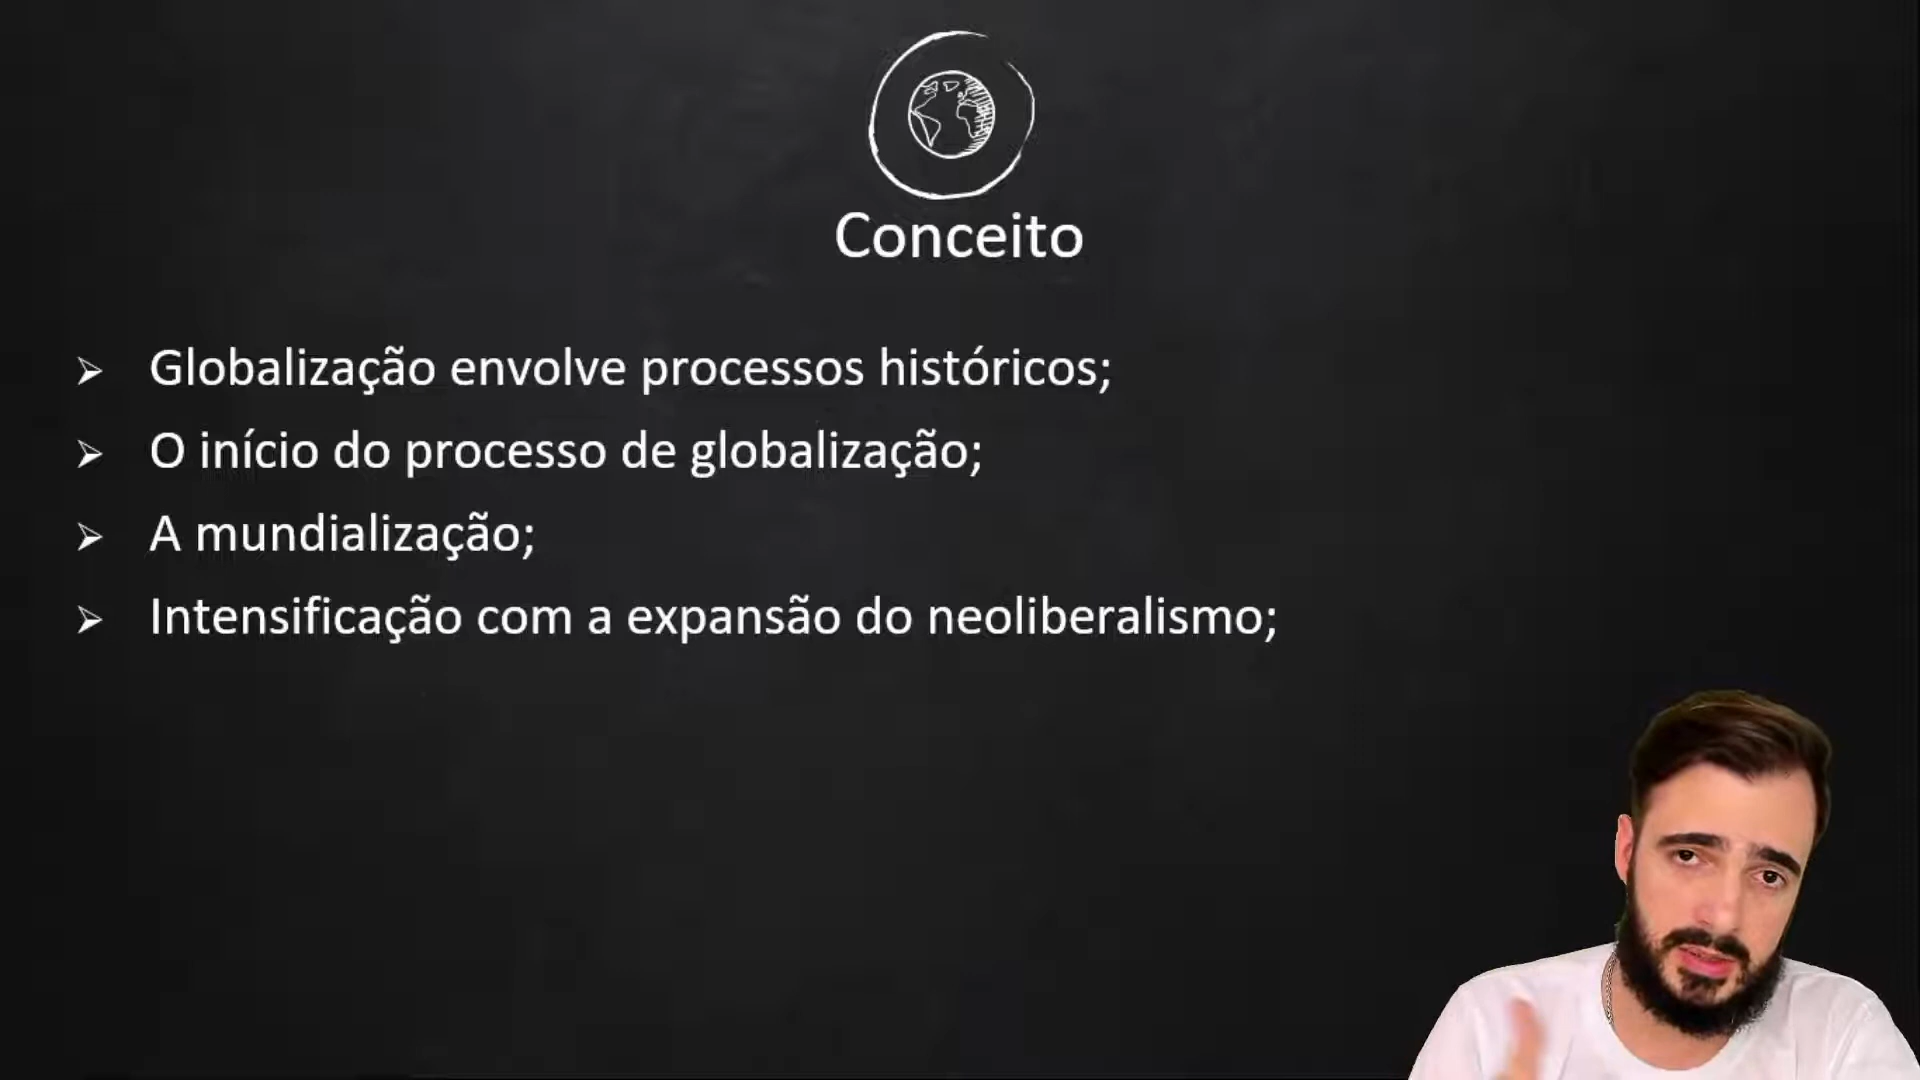 Conceito
Globalização envolve processos históricos;
O início do processo de globalização;
A mundialização;
Intensificação com a expansão do neoliberalismo;